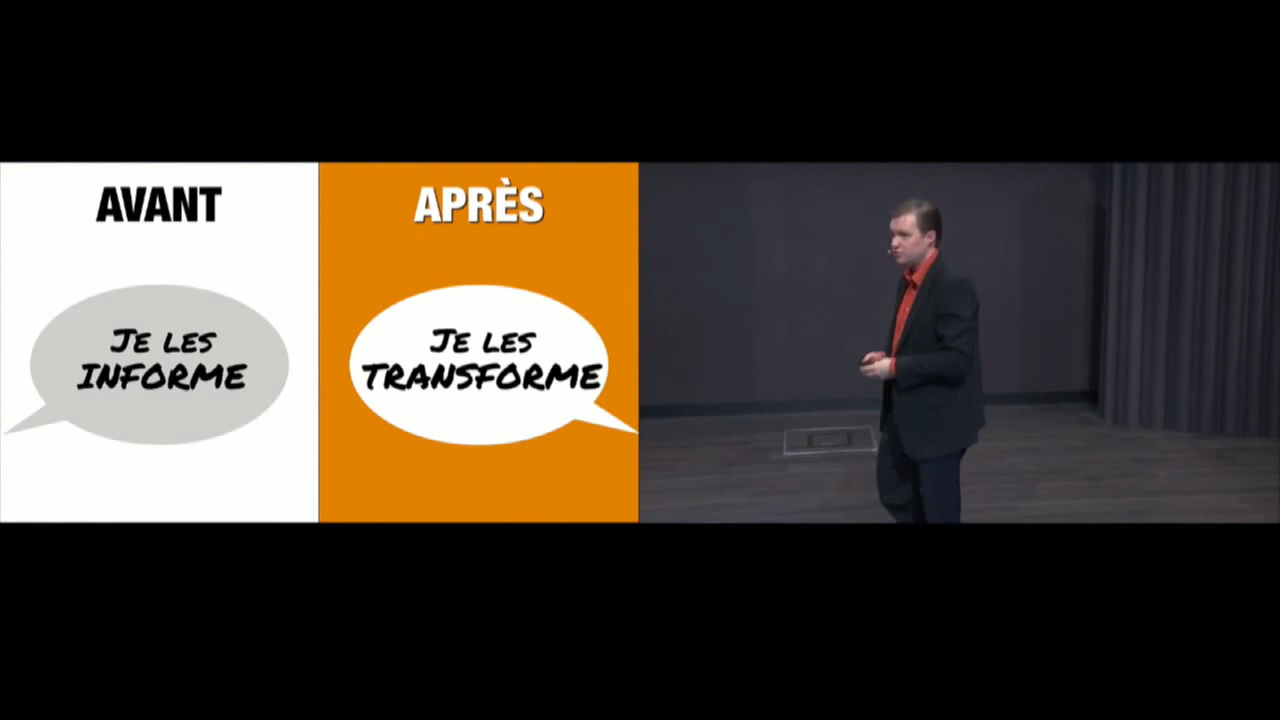 AVANT
JE LES
INFORME
APRÈS
JE LES
TRANSFORME